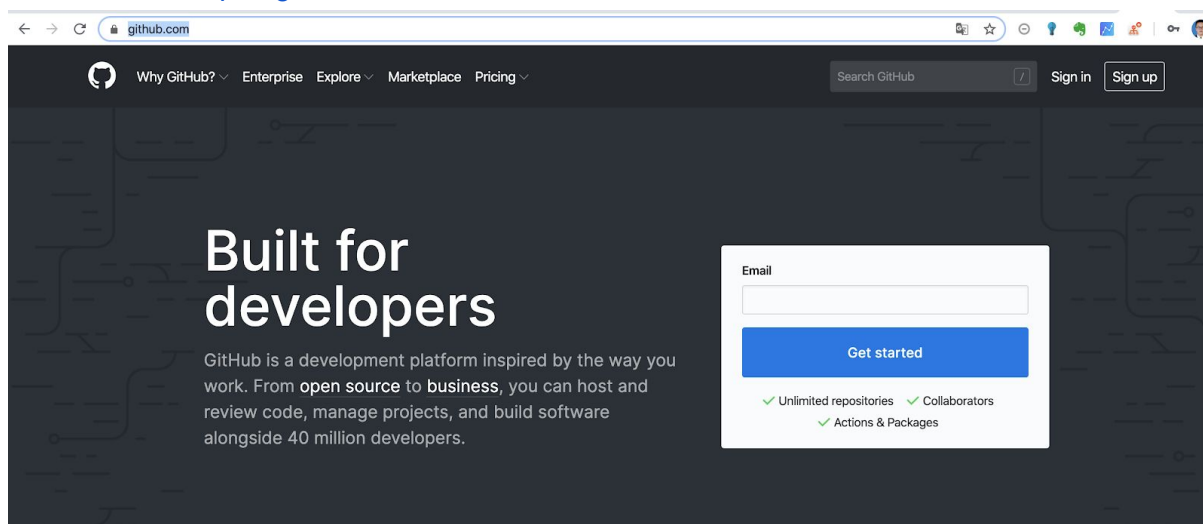 github.com
Why GitHub? Enterprise Explore Marketplace Pricing Search GitHub / Sign in Sign up
Built for
developers
GitHub is a development platform inspired by the way you
work. From open source to business, you can host and
review code, manage projects, and build software
alongside 40 million developers.
Email
Get started
✓ Unlimited repositories ✓ Collaborators
✓ Actions & Packages